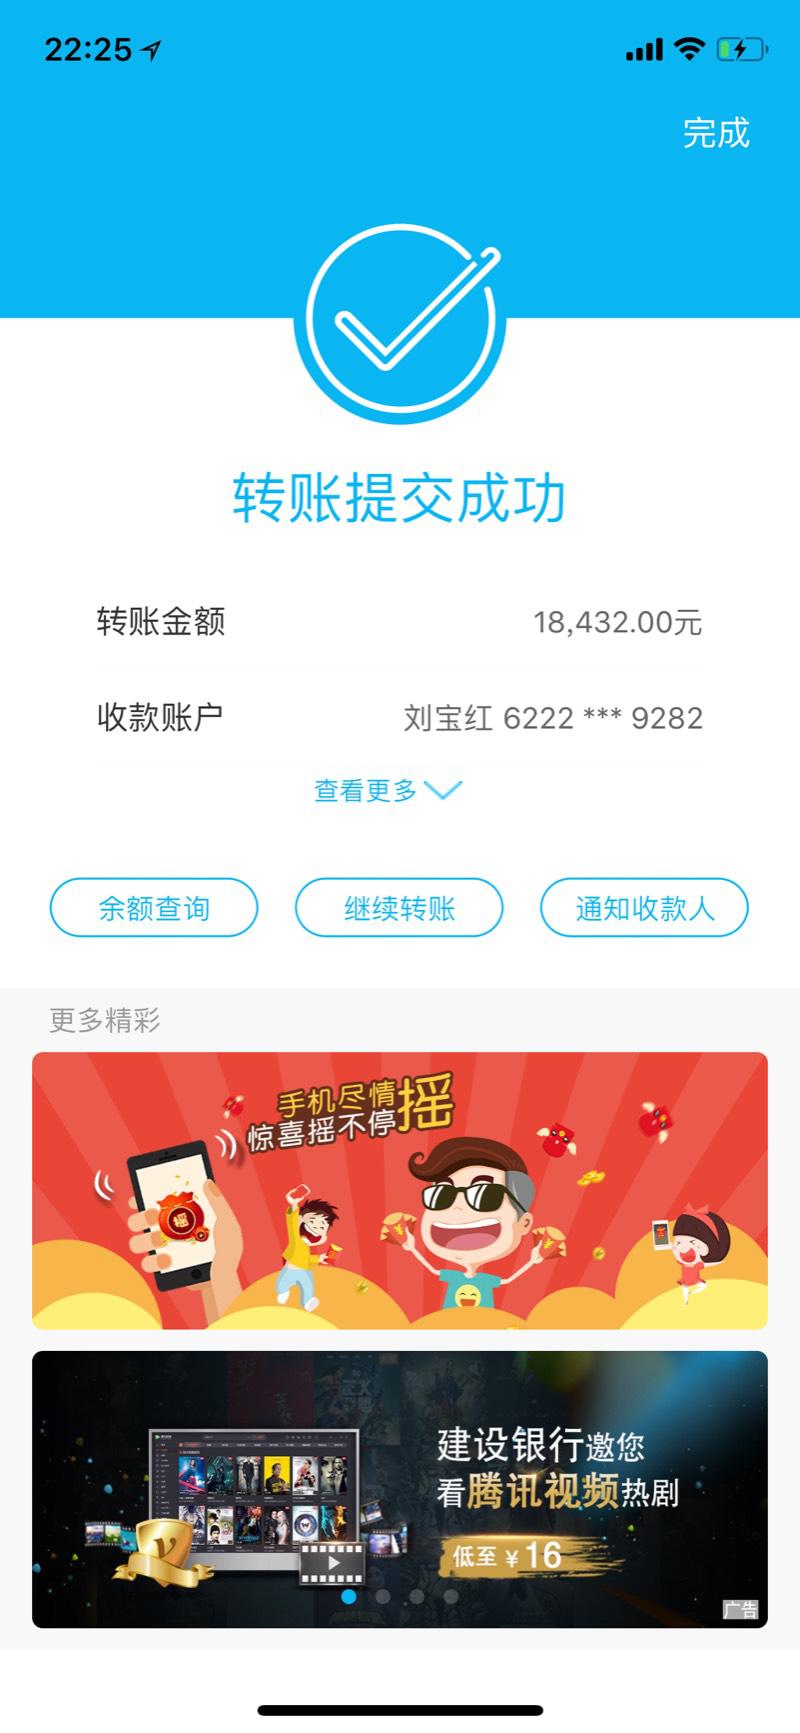 22:25
完成
转账提交成功
转账金额 18,432.00元
收款账户 刘宝红 6222 *** 9282
查看更多
余额查询 继续转账 通知收款人
更多精彩
手机尽情摇
惊喜摇不停
摇
建设银行邀您
看腾讯视频热剧
低至 ¥16
V
广告